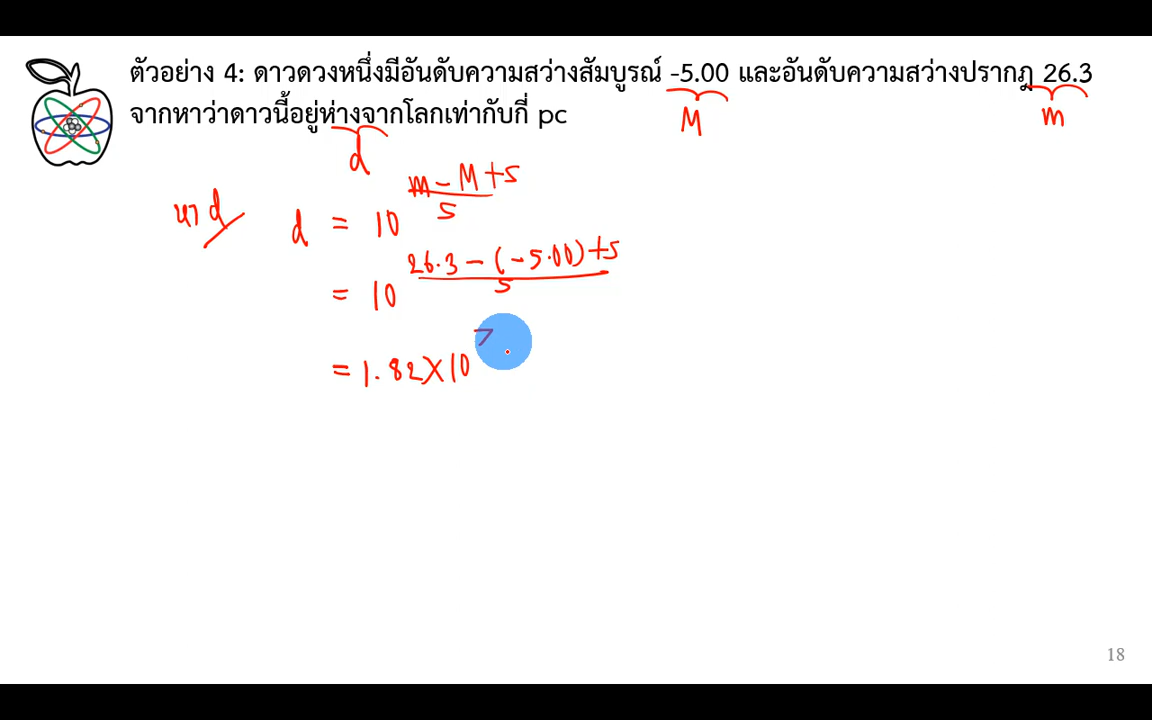 ตัวอย่าง 4: ดาวดวงหนึ่งมีอันดับความสว่างสัมบูรณ์ -5.00 และอันดับความสว่างปรากฏ 26.3
จากหาว่าดาวนี้อยู่ห่างจากโลกเท่ากับกี่ pc
M
m
d
หา d
d = 10^((m - M + 5)/5)
= 10^((26.3 - (-5.00) + 5)/5)
= 1.82 × 10^7
18